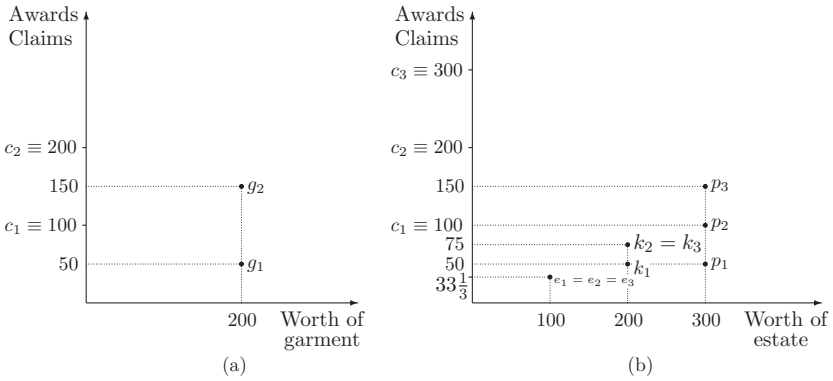 Awards
Claims
c₂ ≡ 200
150
c₁ ≡ 100
50
g₂
g₁
200
Worth of
garment
(a)
Awards
Claims
c₃ ≡ 300
c₂ ≡ 200
150
c₁ ≡ 100
75
50
33 1/3
p₃
p₂
k₂ = k₃
k₁
p₁
e₁ = e₂ = e₃
100
200
300
Worth of
estate
(b)